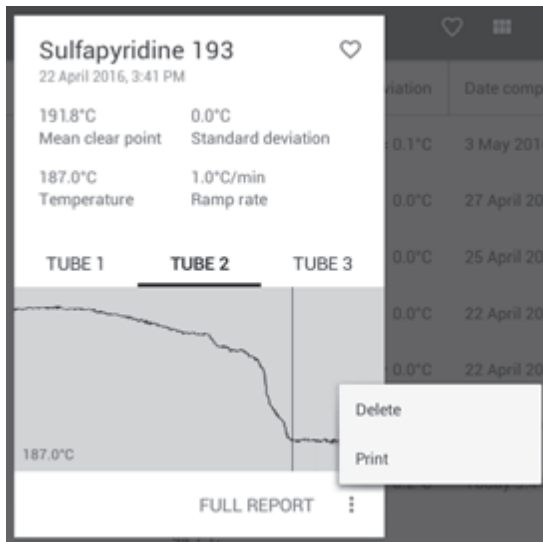 Sulfapyridine 193
22 April 2016, 3:41 PM
191.8°C 0.0°C
Mean clear point Standard deviation
187.0°C 1.0°C/min
Temperature Ramp rate
TUBE 1 TUBE 2 TUBE 3
187.0°C
FULL REPORT
Delete
Print
Date comp
0.1°C 3 May 201
0.0°C 27 April 20
0.0°C 25 April 20
0.0°C 22 April 20
0.0°C 22 April 20